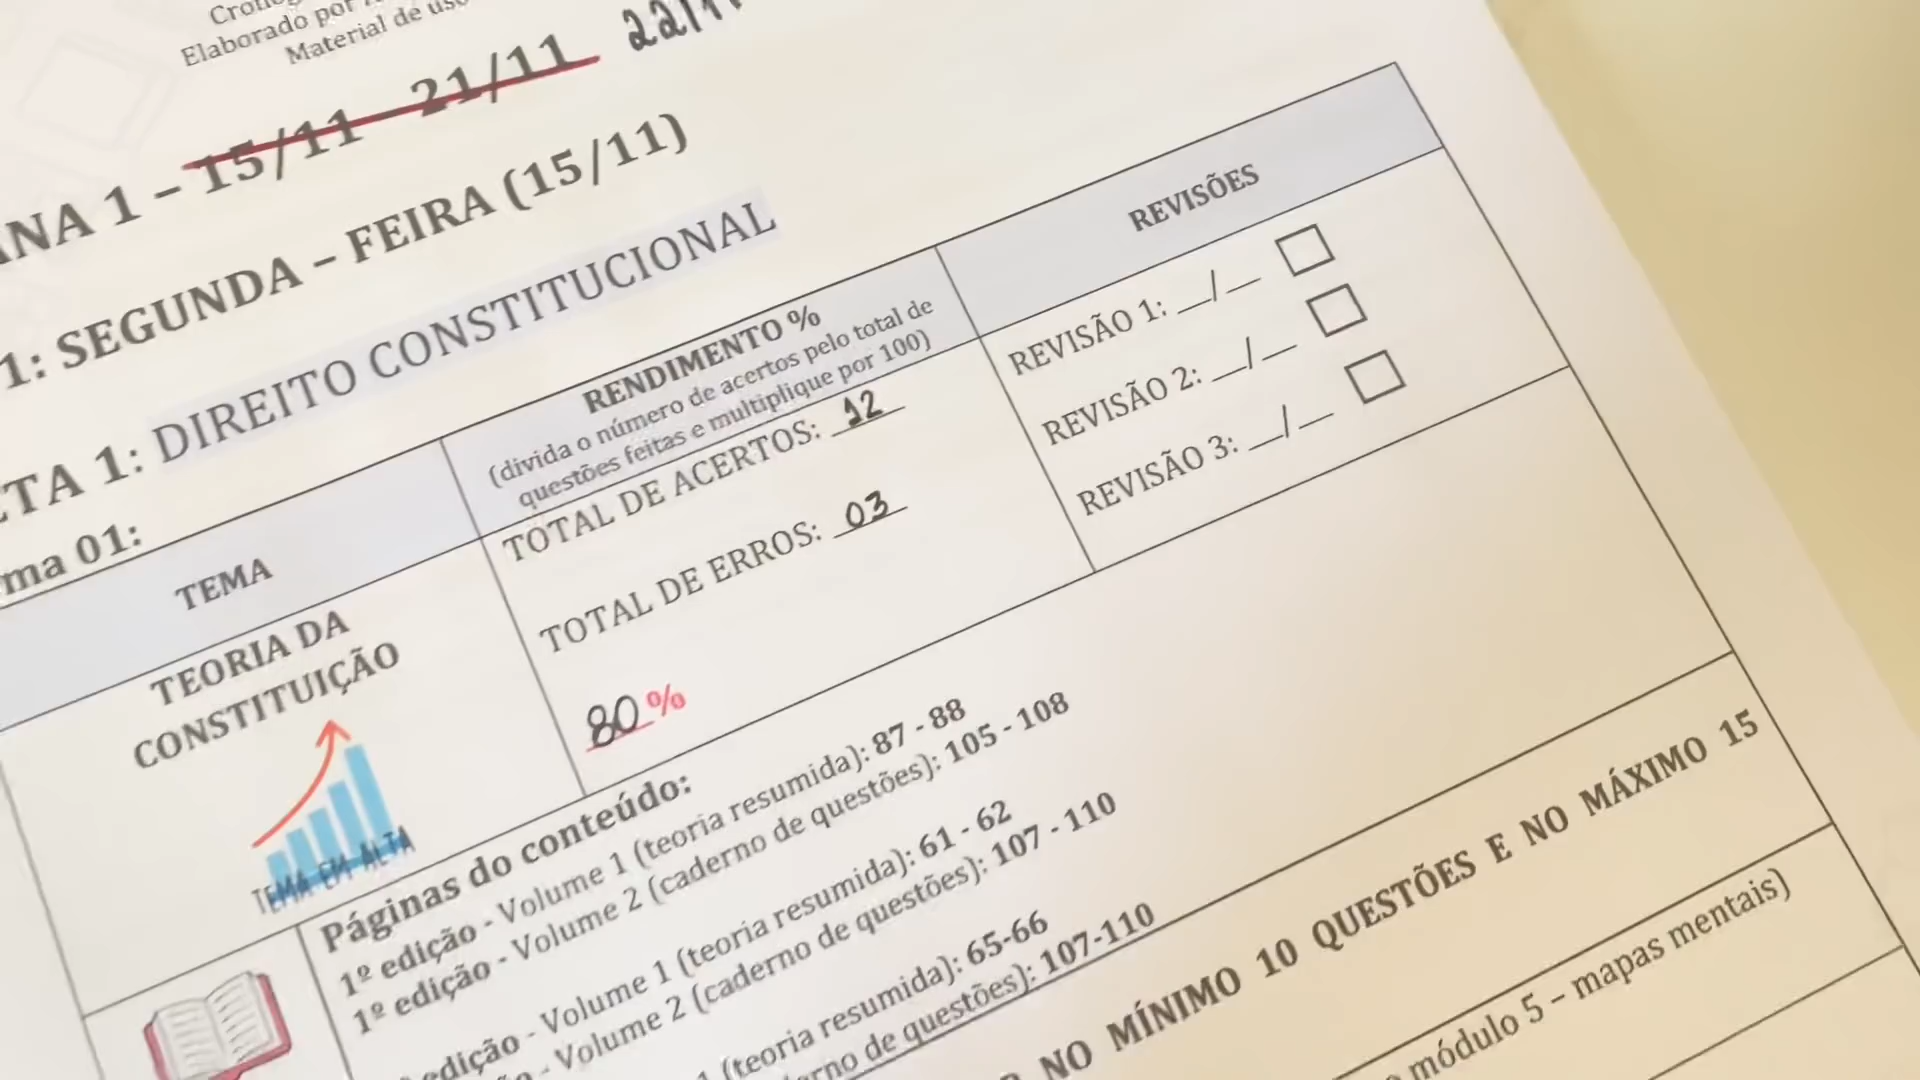 Elaborado por
Material de uso
1 – 15/11 - 21/11
1: SEGUNDA – FEIRA (15/11)
1: DIREITO CONSTITUCIONAL
01:
TEMA
RENDIMENTO %
(divida o número de acertos pelo total de
questões feitas e multiplique por 100)
REVISÕES
TEORIA DA
CONSTITUIÇÃO
TEMA EM ALTA
TOTAL DE ACERTOS: 12
TOTAL DE ERROS: 03
80%
REVISÃO 1: __/__
REVISÃO 2: __/__
REVISÃO 3: __/__
Páginas do conteúdo:
1º edição - Volume 1 (teoria resumida): 87 - 88
1º edição - Volume 2 (caderno de questões): 105 - 108
edição - Volume 1 (teoria resumida): 61 - 62
- Volume 2 (caderno de questões): 107 - 110
1 (teoria resumida): 65-66
de questões): 107-110
NO MÍNIMO 10 QUESTÕES E NO MÁXIMO 15
módulo 5 – mapas mentais)